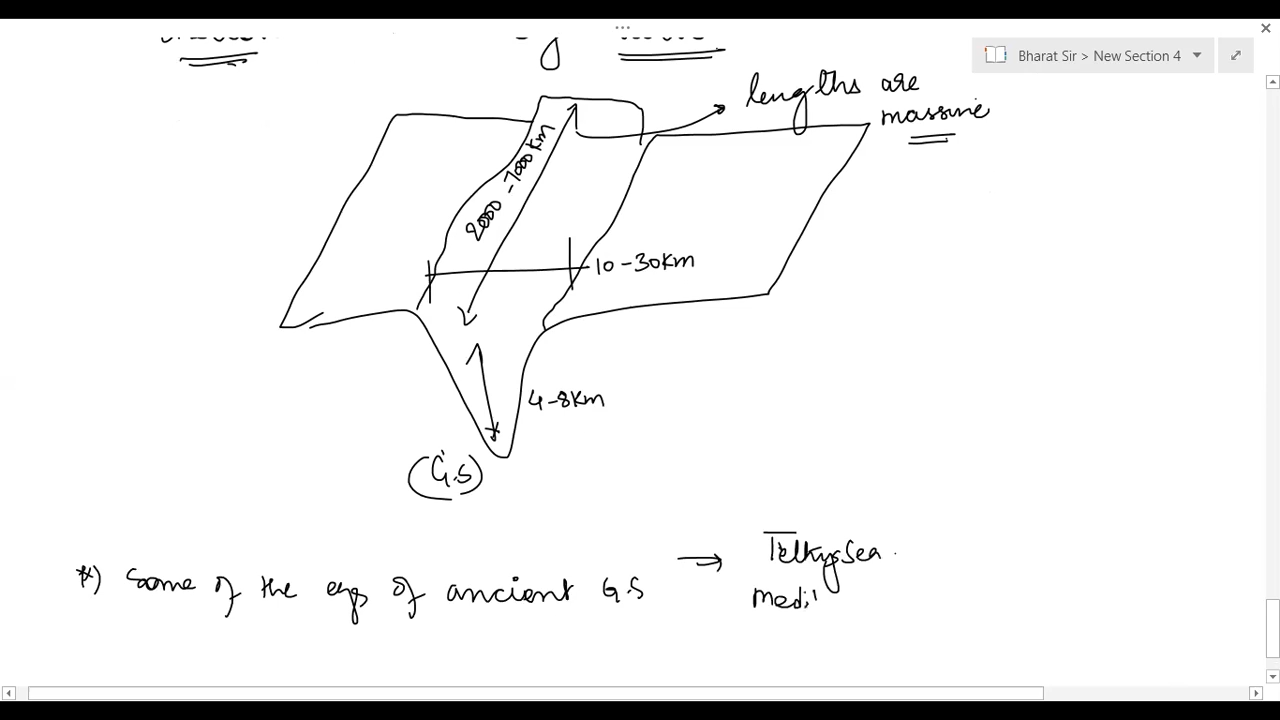 Bharat Sir > New Section 4
lengths are
massive
2000 - 7000 Km
10 - 30Km
4-8Km
(G.S)
*) Some of the egs of ancient G.S → Tethys Sea
Medi